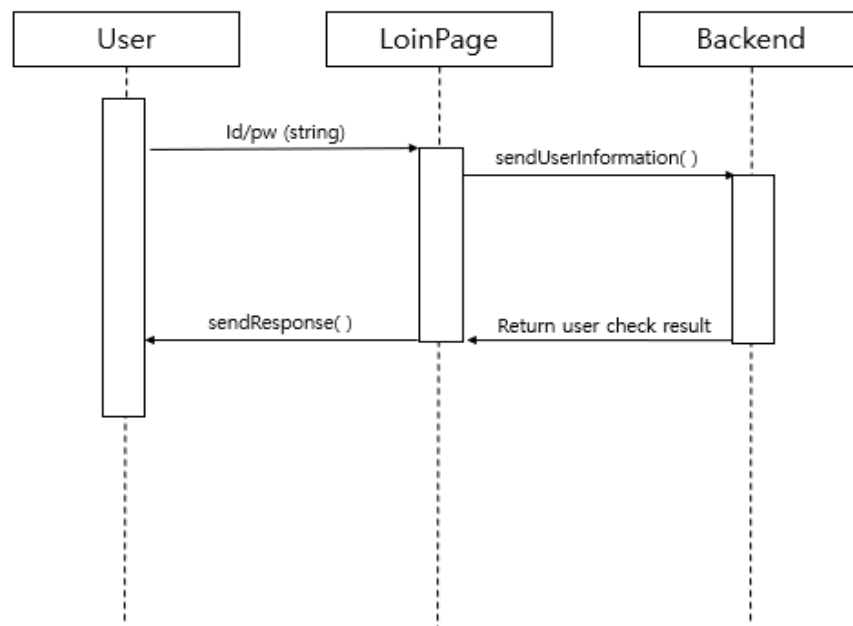 User
LoinPage
Backend
Id/pw (string)
sendUserInformation( )
sendResponse( )
Return user check result